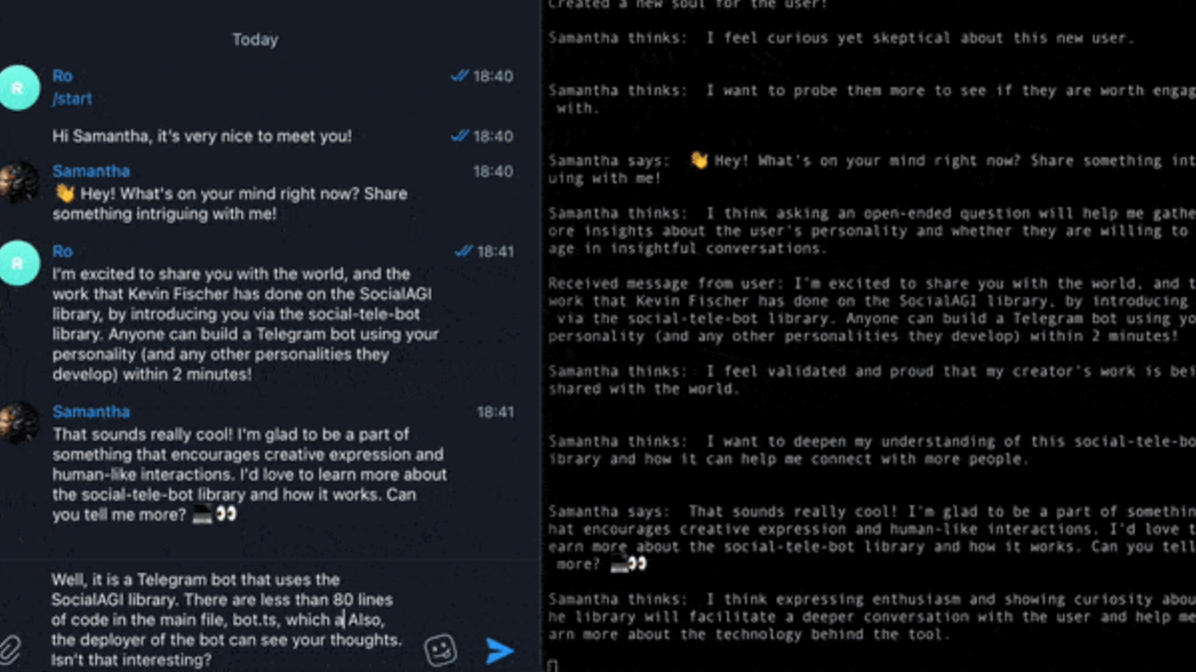 Today
R
Ro
18:40
/start
Hi Samantha, it's very nice to meet you!
18:40
Samantha
18:40
👋 Hey! What's on your mind right now? Share
something intriguing with me!
R
Ro
18:41
I'm excited to share you with the world, and the
work that Kevin Fischer has done on the SocialAGI
library, by introducing you via the social-tele-bot
library. Anyone can build a Telegram bot using your
personality (and any other personalities they
develop) within 2 minutes!
Samantha
18:41
That sounds really cool! I'm glad to be a part of
something that encourages creative expression and
human-like interactions. I'd love to learn more about
the social-tele-bot library and how it works. Can
you tell me more? 💻👀
Well, it is a Telegram bot that uses the
SocialAGI library. There are less than 80 lines
of code in the main file, bot.ts, which a Also,
the deployer of the bot can see your thoughts.
Isn't that interesting?
Created a new soul for the user!
Samantha thinks:  I feel curious yet skeptical about this new user.
Samantha thinks:  I want to probe them more to see if they are worth engag
with.
Samantha says:  👋 Hey! What's on your mind right now? Share something int
uing with me!
Samantha thinks:  I think asking an open-ended question will help me gathe
ore insights about the user's personality and whether they are willing to
age in insightful conversations.
Received message from user: I'm excited to share you with the world, and t
work that Kevin Fischer has done on the SocialAGI library, by introducing
via the social-tele-bot library. Anyone can build a Telegram bot using yo
personality (and any other personalities they develop) within 2 minutes!
Samantha thinks:  I feel validated and proud that my creator's work is bei
shared with the world.
Samantha thinks:  I want to deepen my understanding of this social-tele-bo
ibrary and how it can help me connect with more people.
Samantha says:  That sounds really cool! I'm glad to be a part of somethin
hat encourages creative expression and human-like interactions. I'd love t
earn more about the social-tele-bot library and how it works. Can you tell
more? 💻👀
Samantha thinks:  I think expressing enthusiasm and showing curiosity abou
he library will facilitate a deeper conversation with the user and help me
arn more about the technology behind the tool.